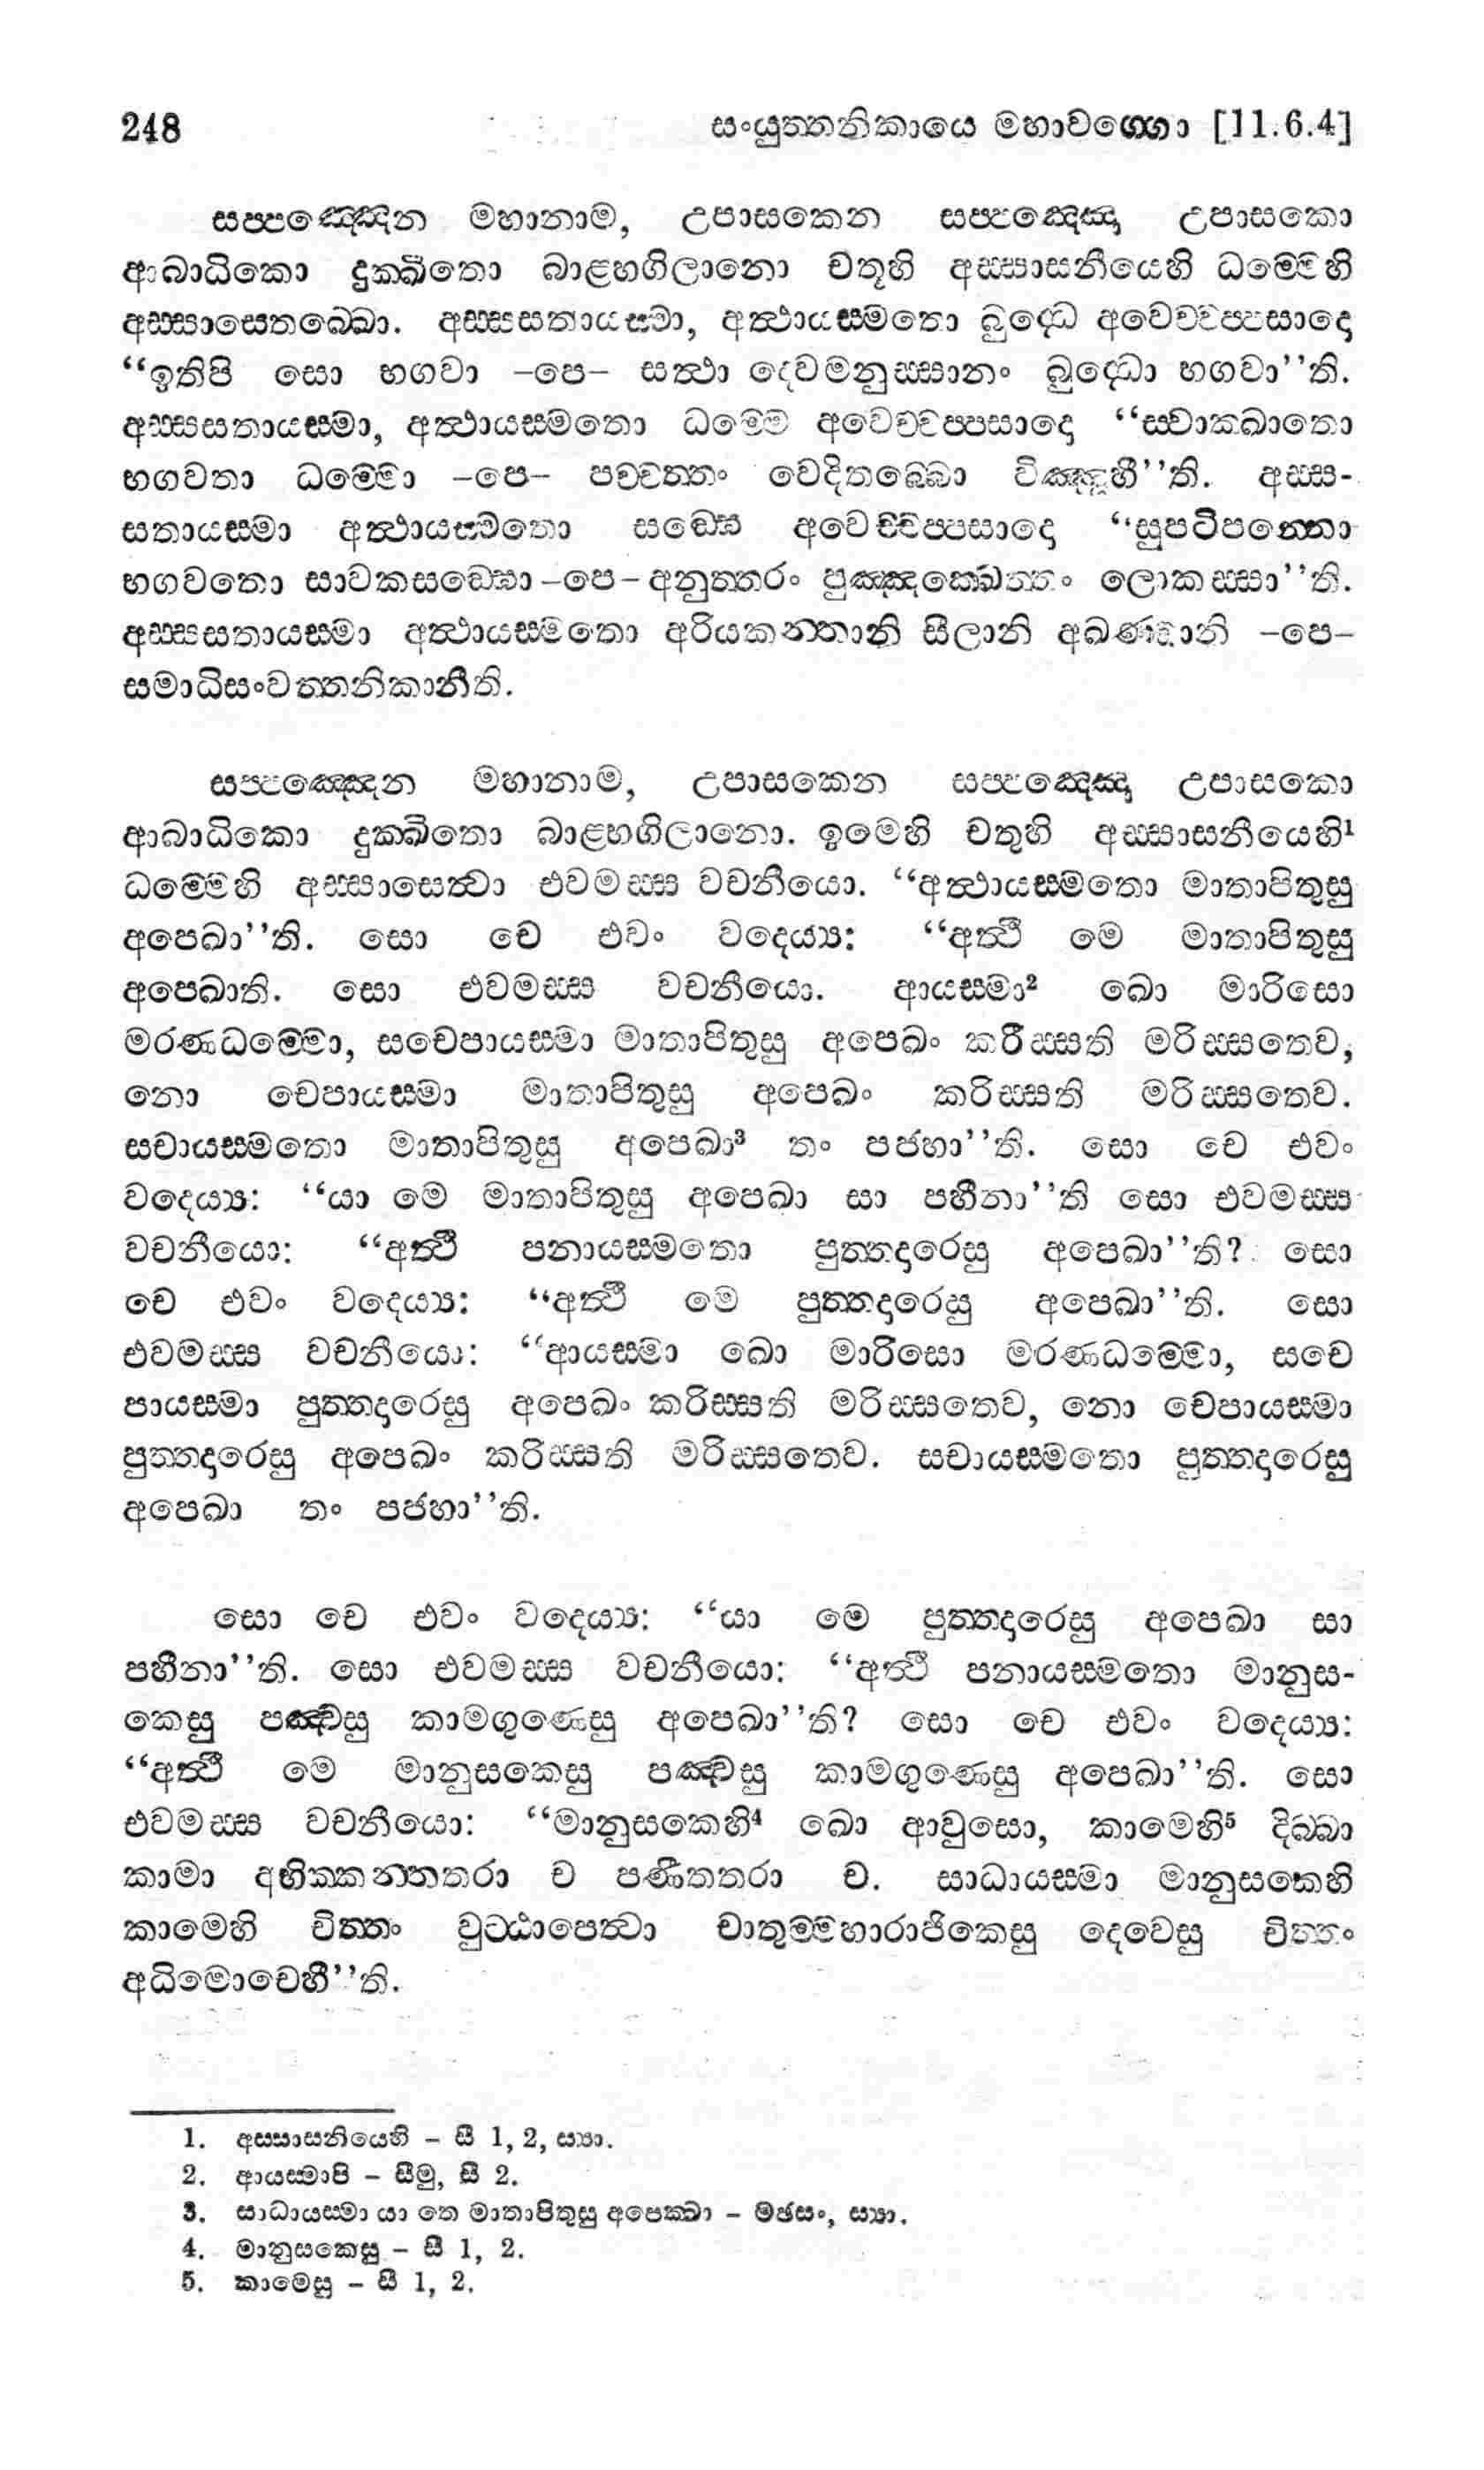 248 සංයුත්තනිකායෙ මහාවග්ගො [11.6.4]
සප්පඤ්ඤෙන මහානාම, උපාසකෙන සප්පඤ්ඤො උපාසකො
ආබාධිකො දුක්ඛිතො බාළ්හගිලානො චතූහි අස්සාසනීයෙහි ධම්මෙහි
අස්සාසෙතබ්බො. අස්සසතායස්මා, අත්ථායස්මතො බුද්ධෙ අවෙච්චප්පසාදො
‘‘ඉතිපි සො භගවා –පෙ– සත්ථා දෙවමනුස්සානං බුද්ධො භගවා’’ති.
අස්සසතායස්මා, අත්ථායස්මතො ධම්මෙ අවෙච්චප්පසාදො ‘‘ස්වාක්ඛාතො
භගවතා ධම්මො –පෙ– පච්චත්තං වෙදිතබ්බො විඤ්ඤූහී’’ති. අස්ස-
සතායස්මා අත්ථායස්මතො සඞ්ඝෙ අවෙච්චප්පසාදො ‘‘සුපටිපන්නො
භගවතො සාවකසඞ්ඝො –පෙ– අනුත්තරං පුඤ්ඤක්ඛෙත්තං ලොකස්සා’’ති.
අස්සසතායස්මා අත්ථායස්මතො අරියකන්තානි සීලානි අඛණ්ඩානි –පෙ–
සමාධිසංවත්තනිකානීති.
සප්පඤ්ඤෙන මහානාම, උපාසකෙන සප්පඤ්ඤො උපාසකො
ආබාධිකො දුක්ඛිතො බාළ්හගිලානො. ඉමෙහි චතුහි අස්සාසනීයෙහි¹
ධම්මෙහි අස්සාසෙත්වා එවමස්ස වචනීයො. ‘‘අත්ථායස්මතො මාතාපිතුසු
අපෙඛා’’ති. සො චෙ එවං වදෙය්‍ය: ‘‘අත්ථි මෙ මාතාපිතුසු
අපෙඛාති. සො එවමස්ස වචනීයො. ආයස්මා² ඛො මාරිසො
මරණධම්මො, සචෙපායස්මා මාතාපිතුසු අපෙඛං කරිස්සති මරිස්සතෙව,
නො චෙපායස්මා මාතාපිතුසු අපෙඛං කරිස්සති මරිස්සතෙව.
සචායස්මතො මාතාපිතුසු අපෙඛා³ තං පජහා’’ති. සො චෙ එවං
වදෙය්‍ය: ‘‘යා මෙ මාතාපිතුසු අපෙඛා සා පහීනා’’ති සො එවමස්ස
වචනීයො: ‘‘අත්ථි පනායස්මතො පුත්තදාරෙසු අපෙඛා’’ති? සො
චෙ එවං වදෙය්‍ය: ‘‘අත්ථි මෙ පුත්තදාරෙසු අපෙඛා’’ති. සො
එවමස්ස වචනීයො: ‘‘ආයස්මා ඛො මාරිසො මරණධම්මො, සචෙ
පායස්මා පුත්තදාරෙසු අපෙඛං කරිස්සති මරිස්සතෙව, නො චෙපායස්මා
පුත්තදාරෙසු අපෙඛං කරිස්සති මරිස්සතෙව. සචායස්මතො පුත්තදාරෙසු
අපෙඛා තං පජහා’’ති.
සො චෙ එවං වදෙය්‍ය: ‘‘යා මෙ පුත්තදාරෙසු අපෙඛා සා
පහීනා’’ති. සො එවමස්ස වචනීයො: ‘‘අත්ථි පනායස්මතො මානුස-
කෙසු පඤ්චසු කාමගුණෙසු අපෙඛා’’ති? සො චෙ එවං වදෙය්‍ය:
‘‘අත්ථි මෙ මානුසකෙසු පඤ්චසු කාමගුණෙසු අපෙඛා’’ති. සො
එවමස්ස වචනීයො: ‘‘මානුසකෙහි⁴ ඛො ආවුසො, කාමෙහි⁵ දිබ්බා
කාමා අභික්කන්තතරා ච පණීතතරා ච. සාධායස්මා මානුසකෙහි
කාමෙහි චිත්තං වුට්ඨාපෙත්වා චාතුම්මහාරාජිකෙසු දෙවෙසු චිත්තං
අධිමොචෙහී’’ති.
1. අස්සාසනියෙහි – සී 1, 2, ස්‍යා.
2. ආයස්මාපි – සීමු, සී 2.
3. සාධායස්මා යා තෙ මාතාපිතුසු අපෙක්ඛා – මඡසං, ස්‍යා.
4. මානුසකෙසු – සී 1, 2.
5. කාමෙසු – සී 1, 2.